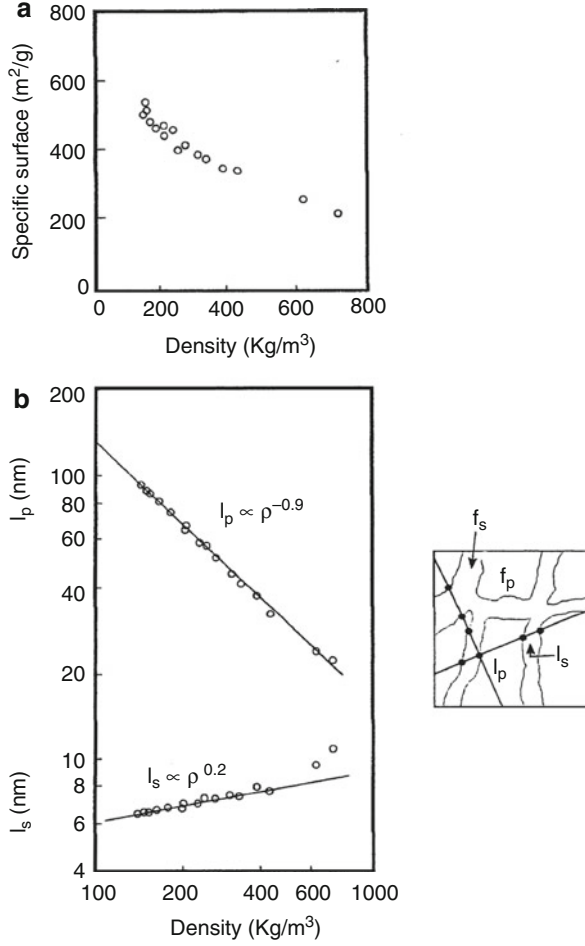 a
Specific surface (m²/g)
800
600
400
200
0
0 200 400 600 800
Density (Kg/m³)
b
lp (nm)
200
100
80
60
40
20
lp ∝ ρ−0.9
ls (nm)
10
8
6
4
ls ∝ ρ 0.2
100 200 400 600 1000
Density (Kg/m³)
fs
fp
lp
ls